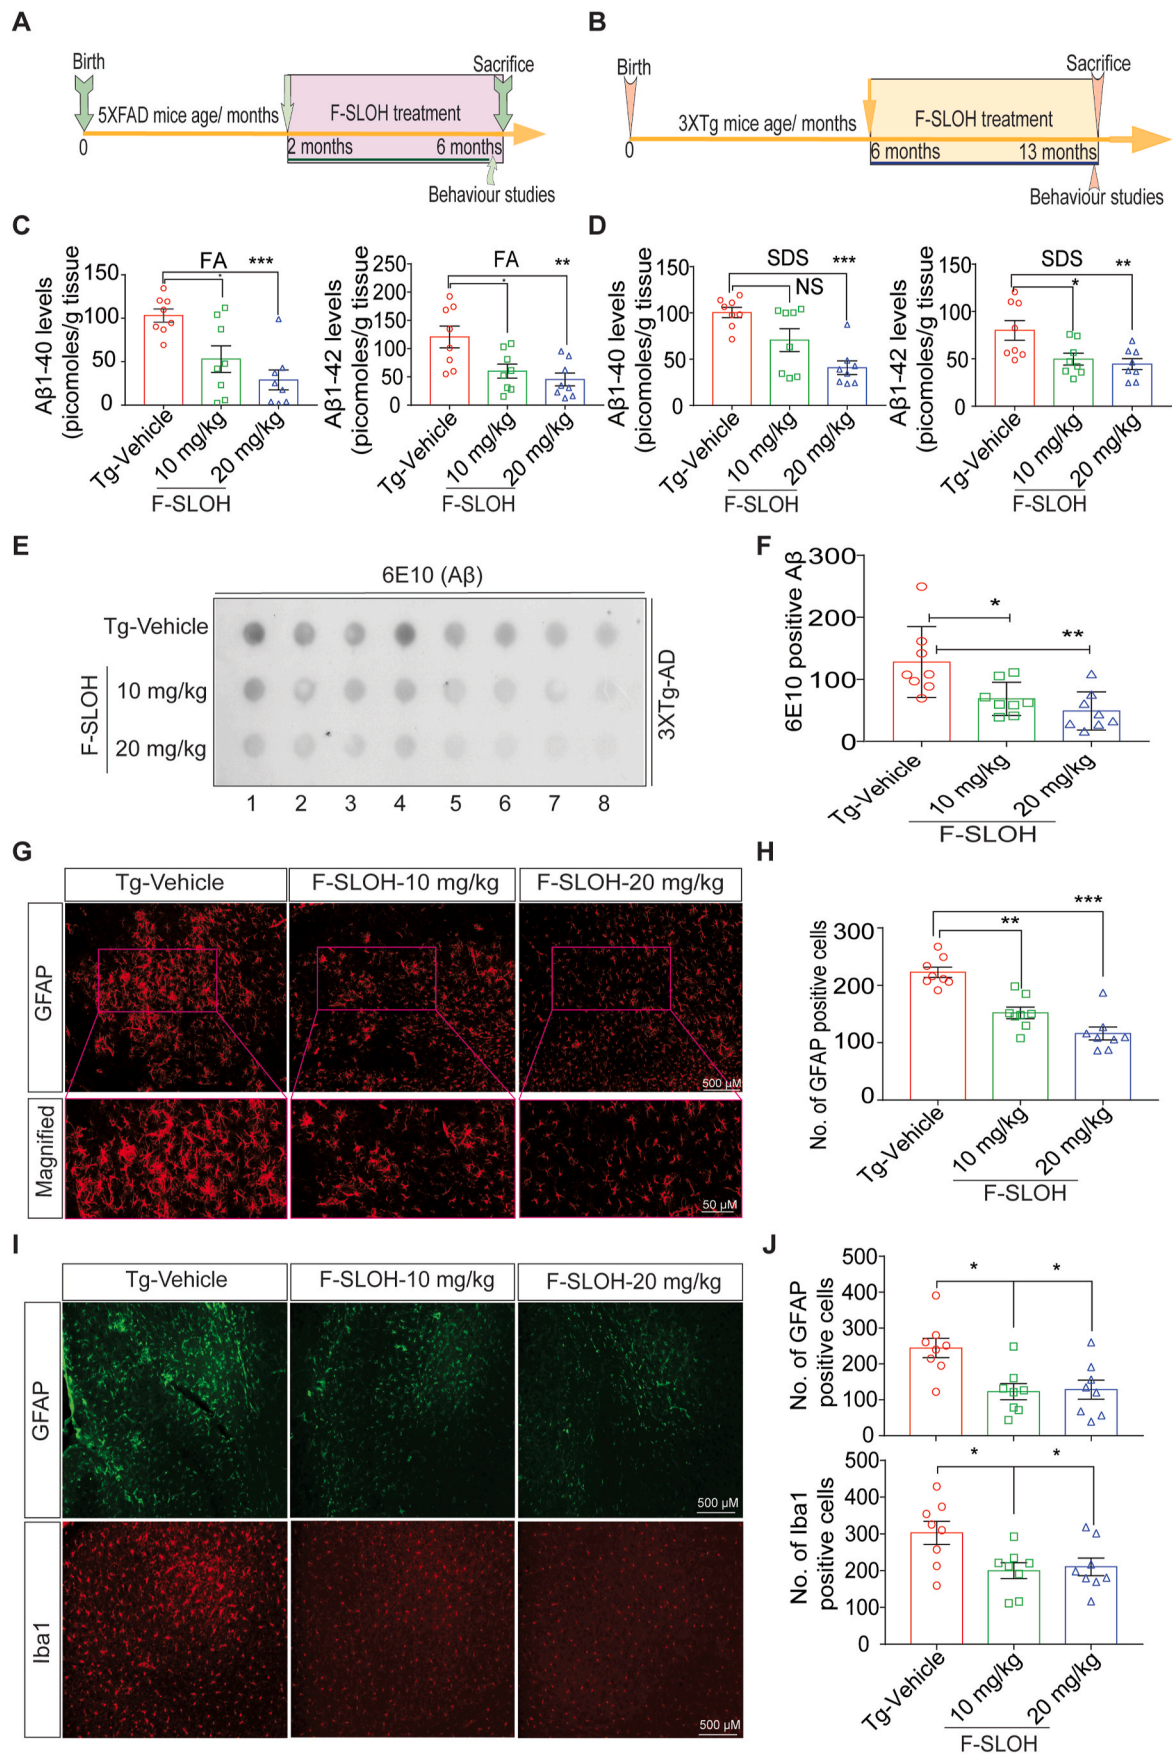 A
Birth
Sacrifice
5XFAD mice age/ months
F-SLOH treatment
0
2 months
6 months
Behaviour studies
B
Birth
Sacrifice
3XTg mice age/ months
F-SLOH treatment
0
6 months
13 months
Behaviour studies
C
Aβ1-40 levels
(picomoles/g tissue
150
100
50
0
FA
*
***
Tg-Vehicle
10 mg/kg
20 mg/kg
F-SLOH
Aβ1-42 levels
(picomoles/g tissue
250
200
150
100
50
0
FA
*
**
Tg-Vehicle
10 mg/kg
20 mg/kg
F-SLOH
D
Aβ1-40 levels
(picomoles/g tissue
150
100
50
0
SDS
***
NS
Tg-Vehicle
10 mg/kg
20 mg/kg
F-SLOH
Aβ1-42 levels
(picomoles/g tissue
150
100
50
0
SDS
**
*
Tg-Vehicle
10 mg/kg
20 mg/kg
F-SLOH
E
6E10 (Aβ)
Tg-Vehicle
F-SLOH
10 mg/kg
20 mg/kg
3XTg-AD
1 2 3 4 5 6 7 8
F
6E10 positive Aβ
300
200
100
0
*
**
Tg-Vehicle
10 mg/kg
20 mg/kg
F-SLOH
G
Tg-Vehicle
F-SLOH-10 mg/kg
F-SLOH-20 mg/kg
GFAP
500 µM
Magnified
50 µM
H
No. of GFAP positive cells
300
200
100
0
**
***
Tg-Vehicle
10 mg/kg
20 mg/kg
F-SLOH
I
Tg-Vehicle
F-SLOH-10 mg/kg
F-SLOH-20 mg/kg
GFAP
500 µM
Iba1
500 µM
J
No. of GFAP
positive cells
500
400
300
200
100
0
*
*
No. of Iba1
positive cells
500
400
300
200
100
0
*
*
Tg-Vehicle
10 mg/kg
20 mg/kg
F-SLOH